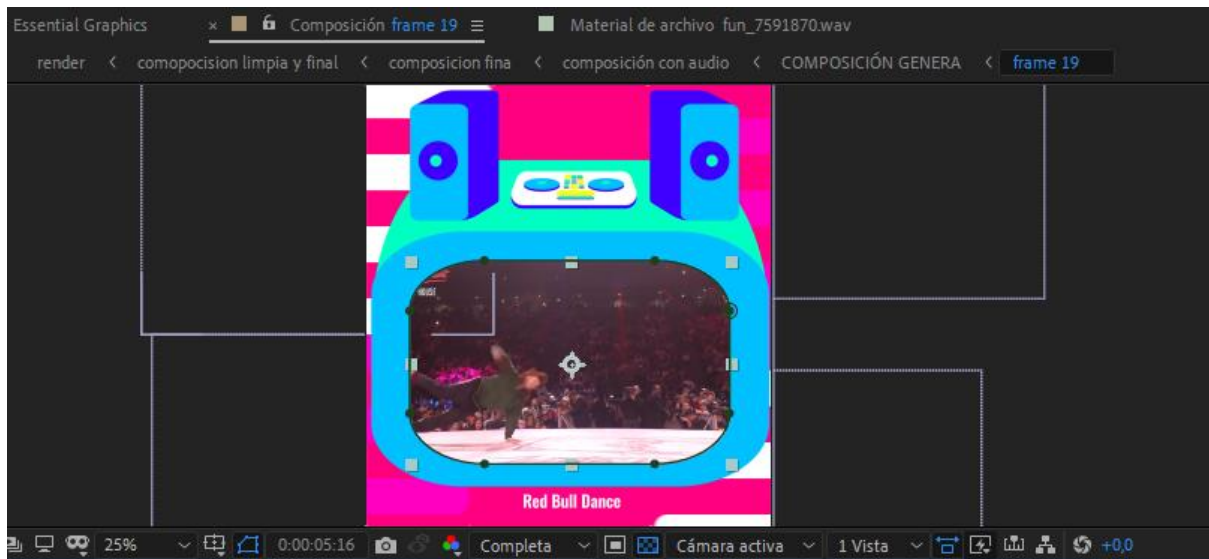 Essential Graphics × Composición frame 19 ≡ Material de archivo fun_7591870.wav
render < comopocision limpia y final < composicion fina < composición con audio < COMPOSICIÓN GENERA < frame 19
Red Bull Dance
25% 0:00:05:16 Completa Cámara activa 1 Vista +0,0